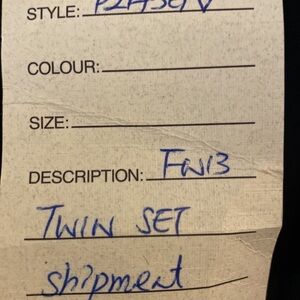 STYLE:
COLOUR:
SIZE:
DESCRIPTION: FW13
TWIN SET
Shipment